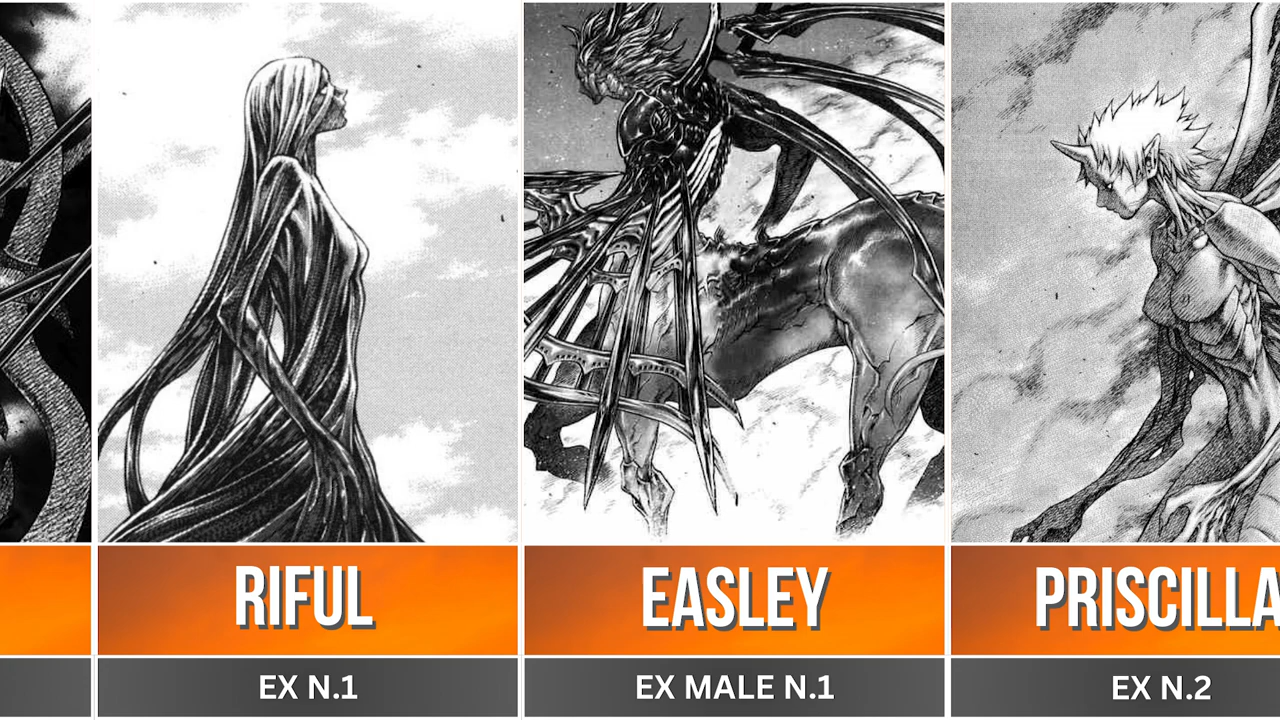 RIFUL
EASLEY
PRISCILLA
EX N.1
EX MALE N.1
EX N.2